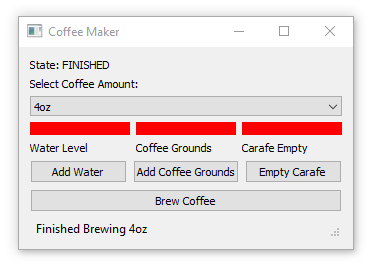 Coffee Maker
State: FINISHED
Select Coffee Amount:
4oz
Water Level Coffee Grounds Carafe Empty
Add Water Add Coffee Grounds Empty Carafe
Brew Coffee
Finished Brewing 4oz